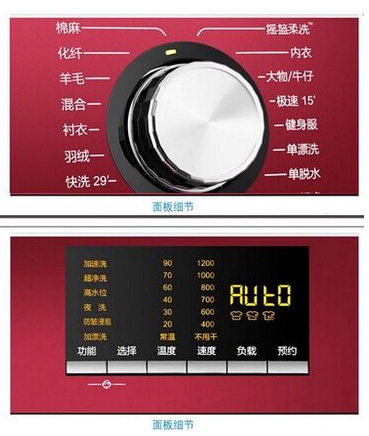 棉麻
摇篮柔洗™
化纤
内衣
羊毛
大物/牛仔
混合
极速 15'
衬衣
健身服
羽绒
单漂洗
快洗 29'
单脱水
面板细节
加速洗 90 1200
超净洗 70 1000
高水位 60 800
夜 洗 40 700
防皱浸泡 30 600
20 400
加漂洗 常温 不甩干
AUtO
功能 选择 温度 速度 负载 预约
面板细节